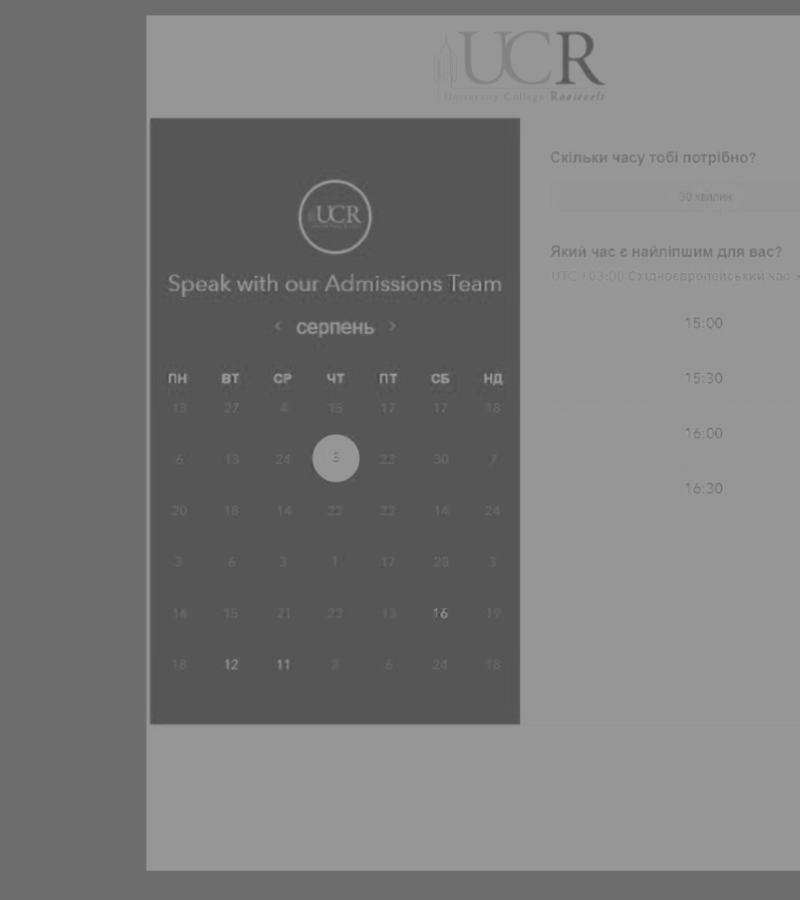 UCR
University College Roosevelt
UCR
Speak with our Admissions Team
< серпень >
ПН ВТ СР ЧТ ПТ СБ НД
13 27 4 15 17 17 18
6 13 24 5 22 30 7
20 18 14 23 23 14 24
3 6 3 1 17 23 3
14 15 21 23 13 16 19
18 12 11 2 6 24 18
Скільки часу тобі потрібно?
30 хвилин
Який час є найліпшим для вас?
UTC +03:00 Східноєвропейський час
15:00
15:30
16:00
16:30